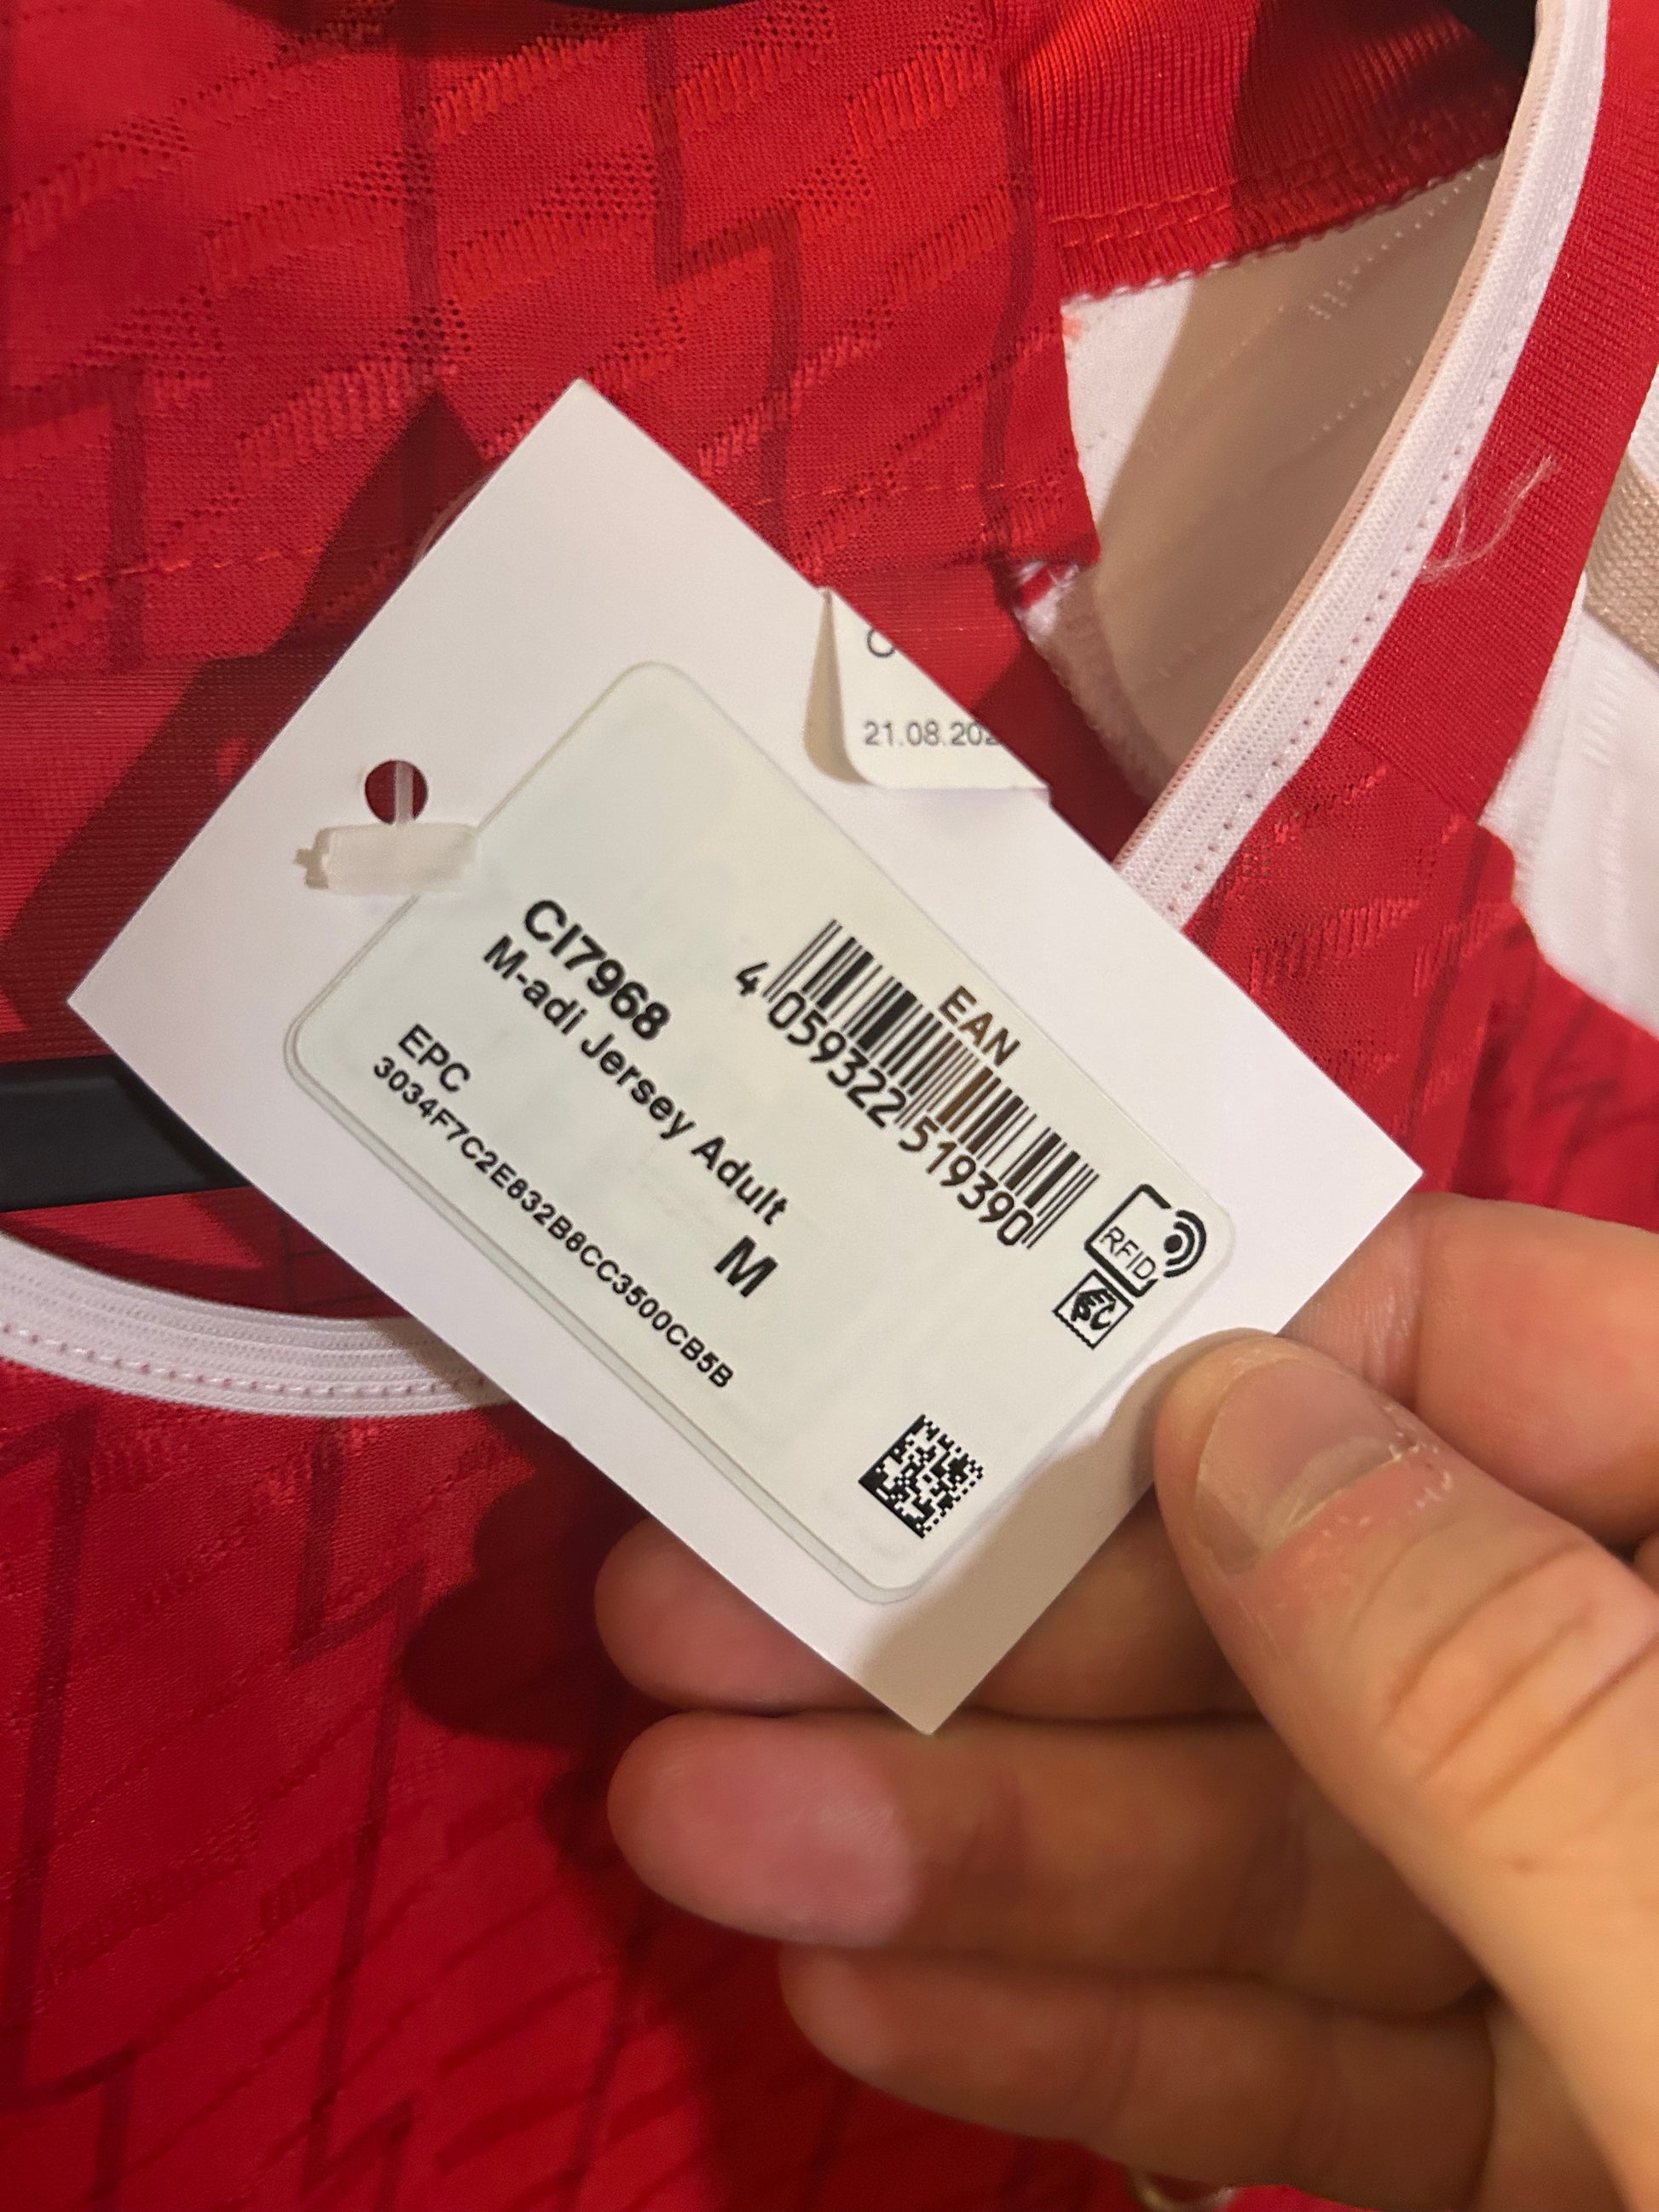 21.08.202
EAN
4 059322 519390
RFID
CI7968
M-adi Jersey Adult
M
EPC
3034F7C2E832B8CC3500CB5B